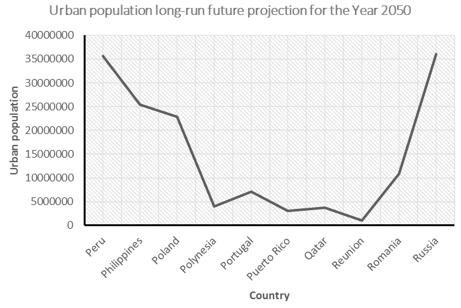 Urban population long-run future projection for the Year 2050
40000000
35000000
30000000
25000000
20000000
15000000
10000000
5000000
0
Urban population
Peru
Philippines
Poland
Polynesia
Portugal
Puerto Rico
Qatar
Reunion
Romania
Russia
Country